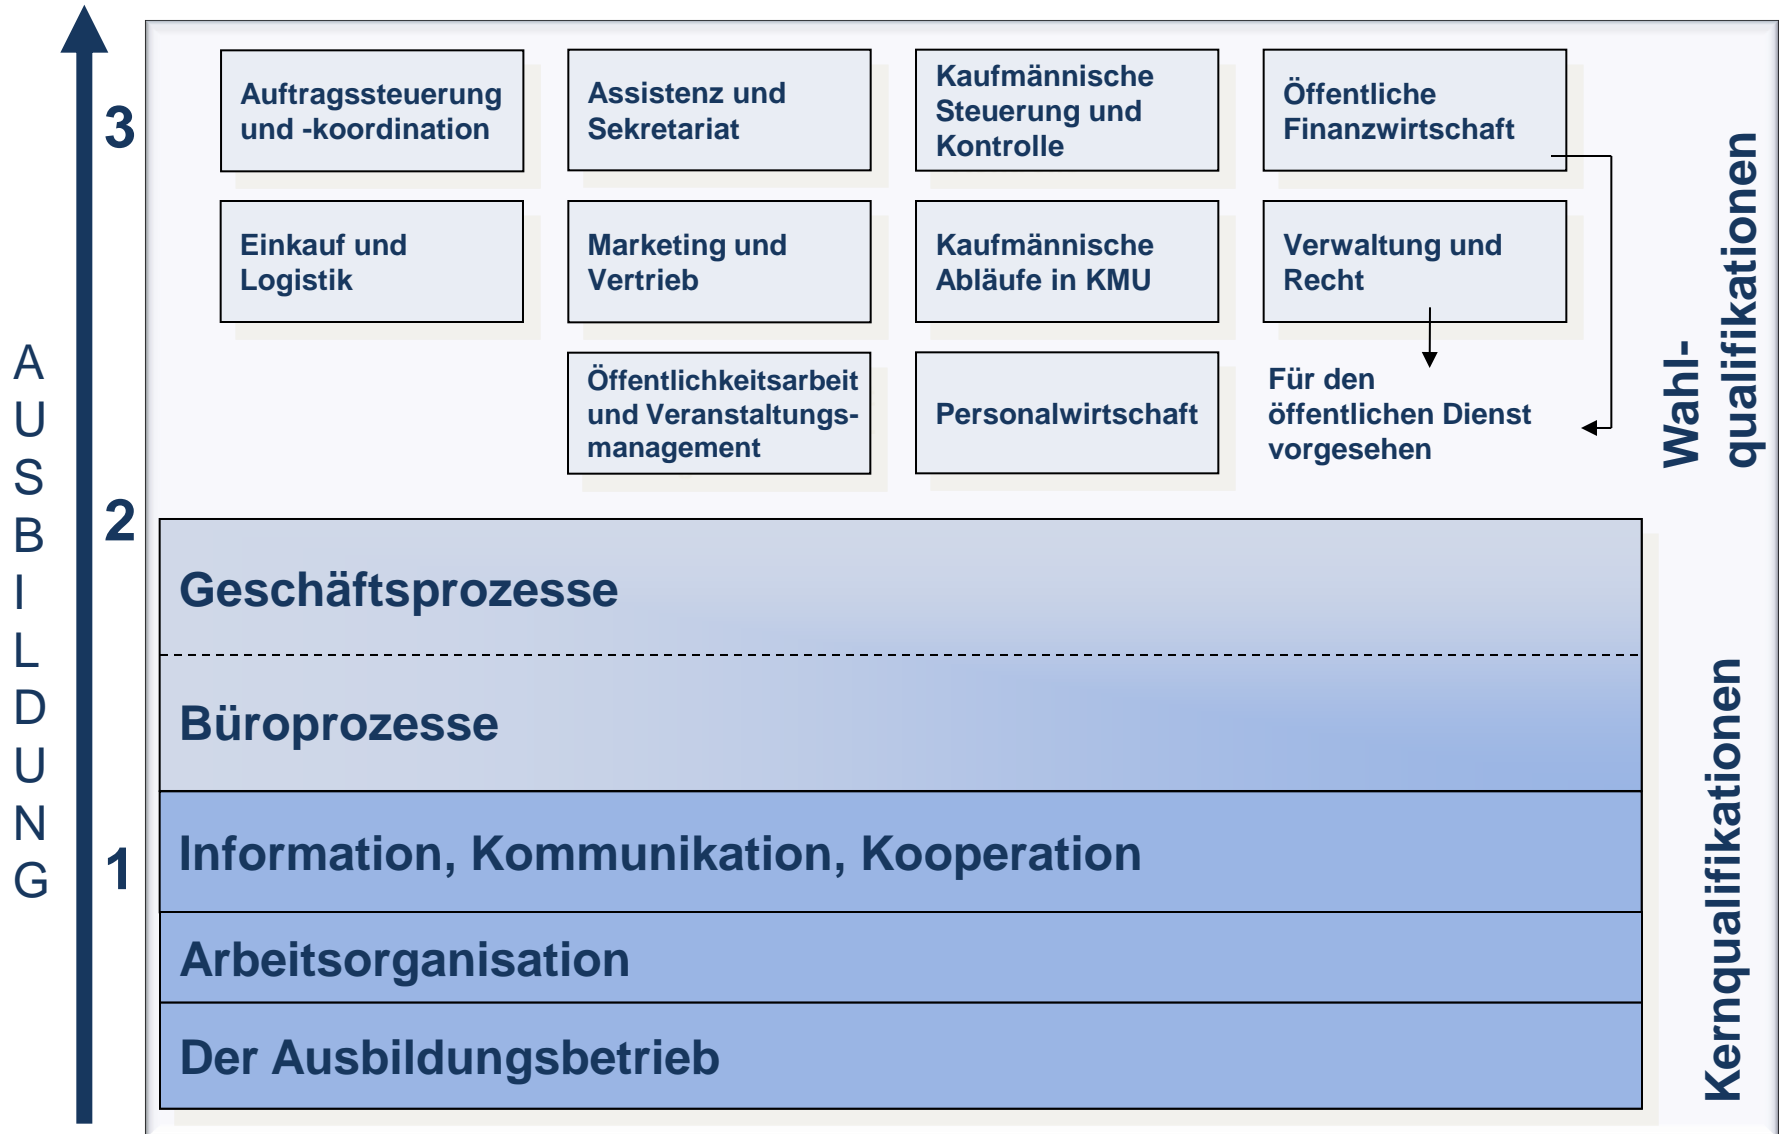 3
Auftragssteuerung
und -koordination
Assistenz und
Sekretariat
Kaufmännische
Steuerung und
Kontrolle
Öffentliche
Finanzwirtschaft
Einkauf und
Logistik
Marketing und
Vertrieb
Kaufmännische
Abläufe in KMU
Verwaltung und
Recht
Öffentlichkeitsarbeit
und Veranstaltungs-
management
Personalwirtschaft
Für den
öffentlichen Dienst
vorgesehen
Wahl-
qualifikationen
AUSBILDUNG
2
Geschäftsprozesse
Büroprozesse
1
Information, Kommunikation, Kooperation
Arbeitsorganisation
Der Ausbildungsbetrieb
Kernqualifikationen